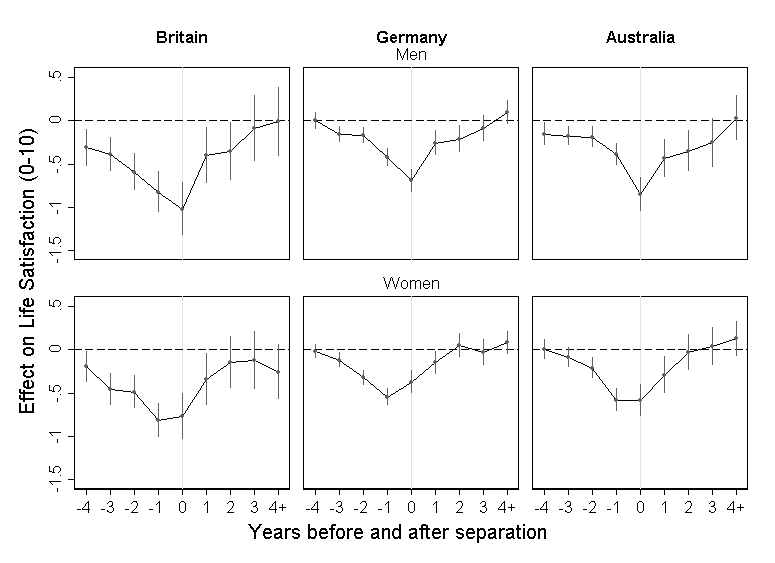 Britain Germany Australia
Men
.5
0
-.5
-1
-1.5
Women
.5
0
-.5
-1
-1.5
Effect on Life Satisfaction (0-10)
-4 -3 -2 -1 0 1 2 3 4+ -4 -3 -2 -1 0 1 2 3 4+ -4 -3 -2 -1 0 1 2 3 4+
Years before and after separation